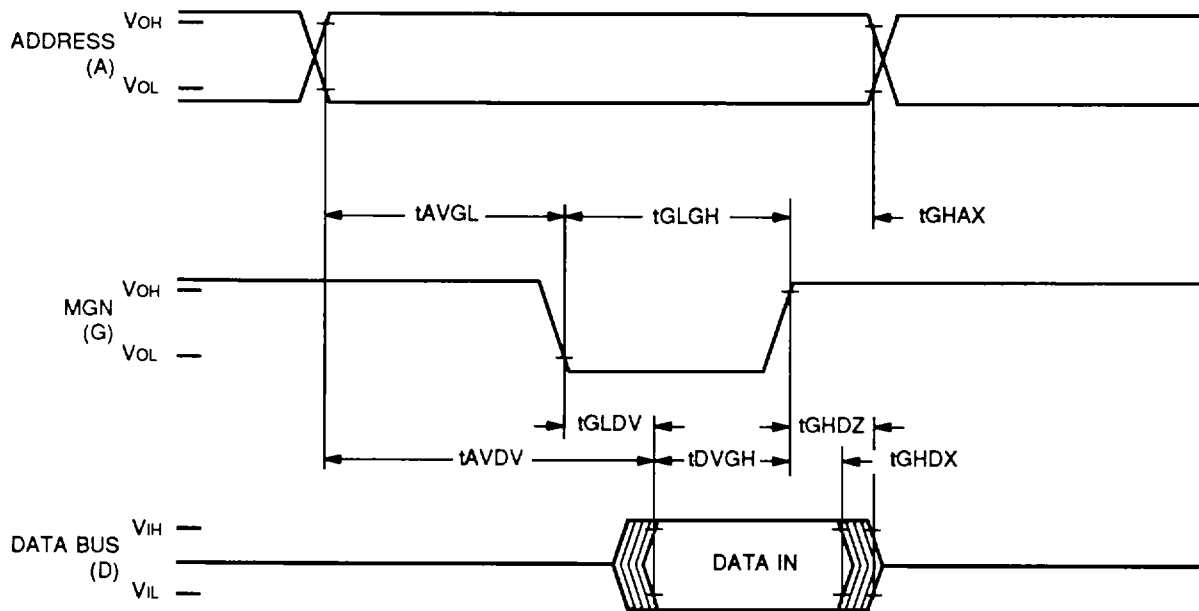 VOH
ADDRESS
(A)
VOL
tAVGL
tGLGH
tGHAX
VOH
MGN
(G)
VOL
tGLDV
tGHDZ
tAVDV
tDVGH
tGHDX
VIH
DATA BUS
(D)
DATA IN
VIL